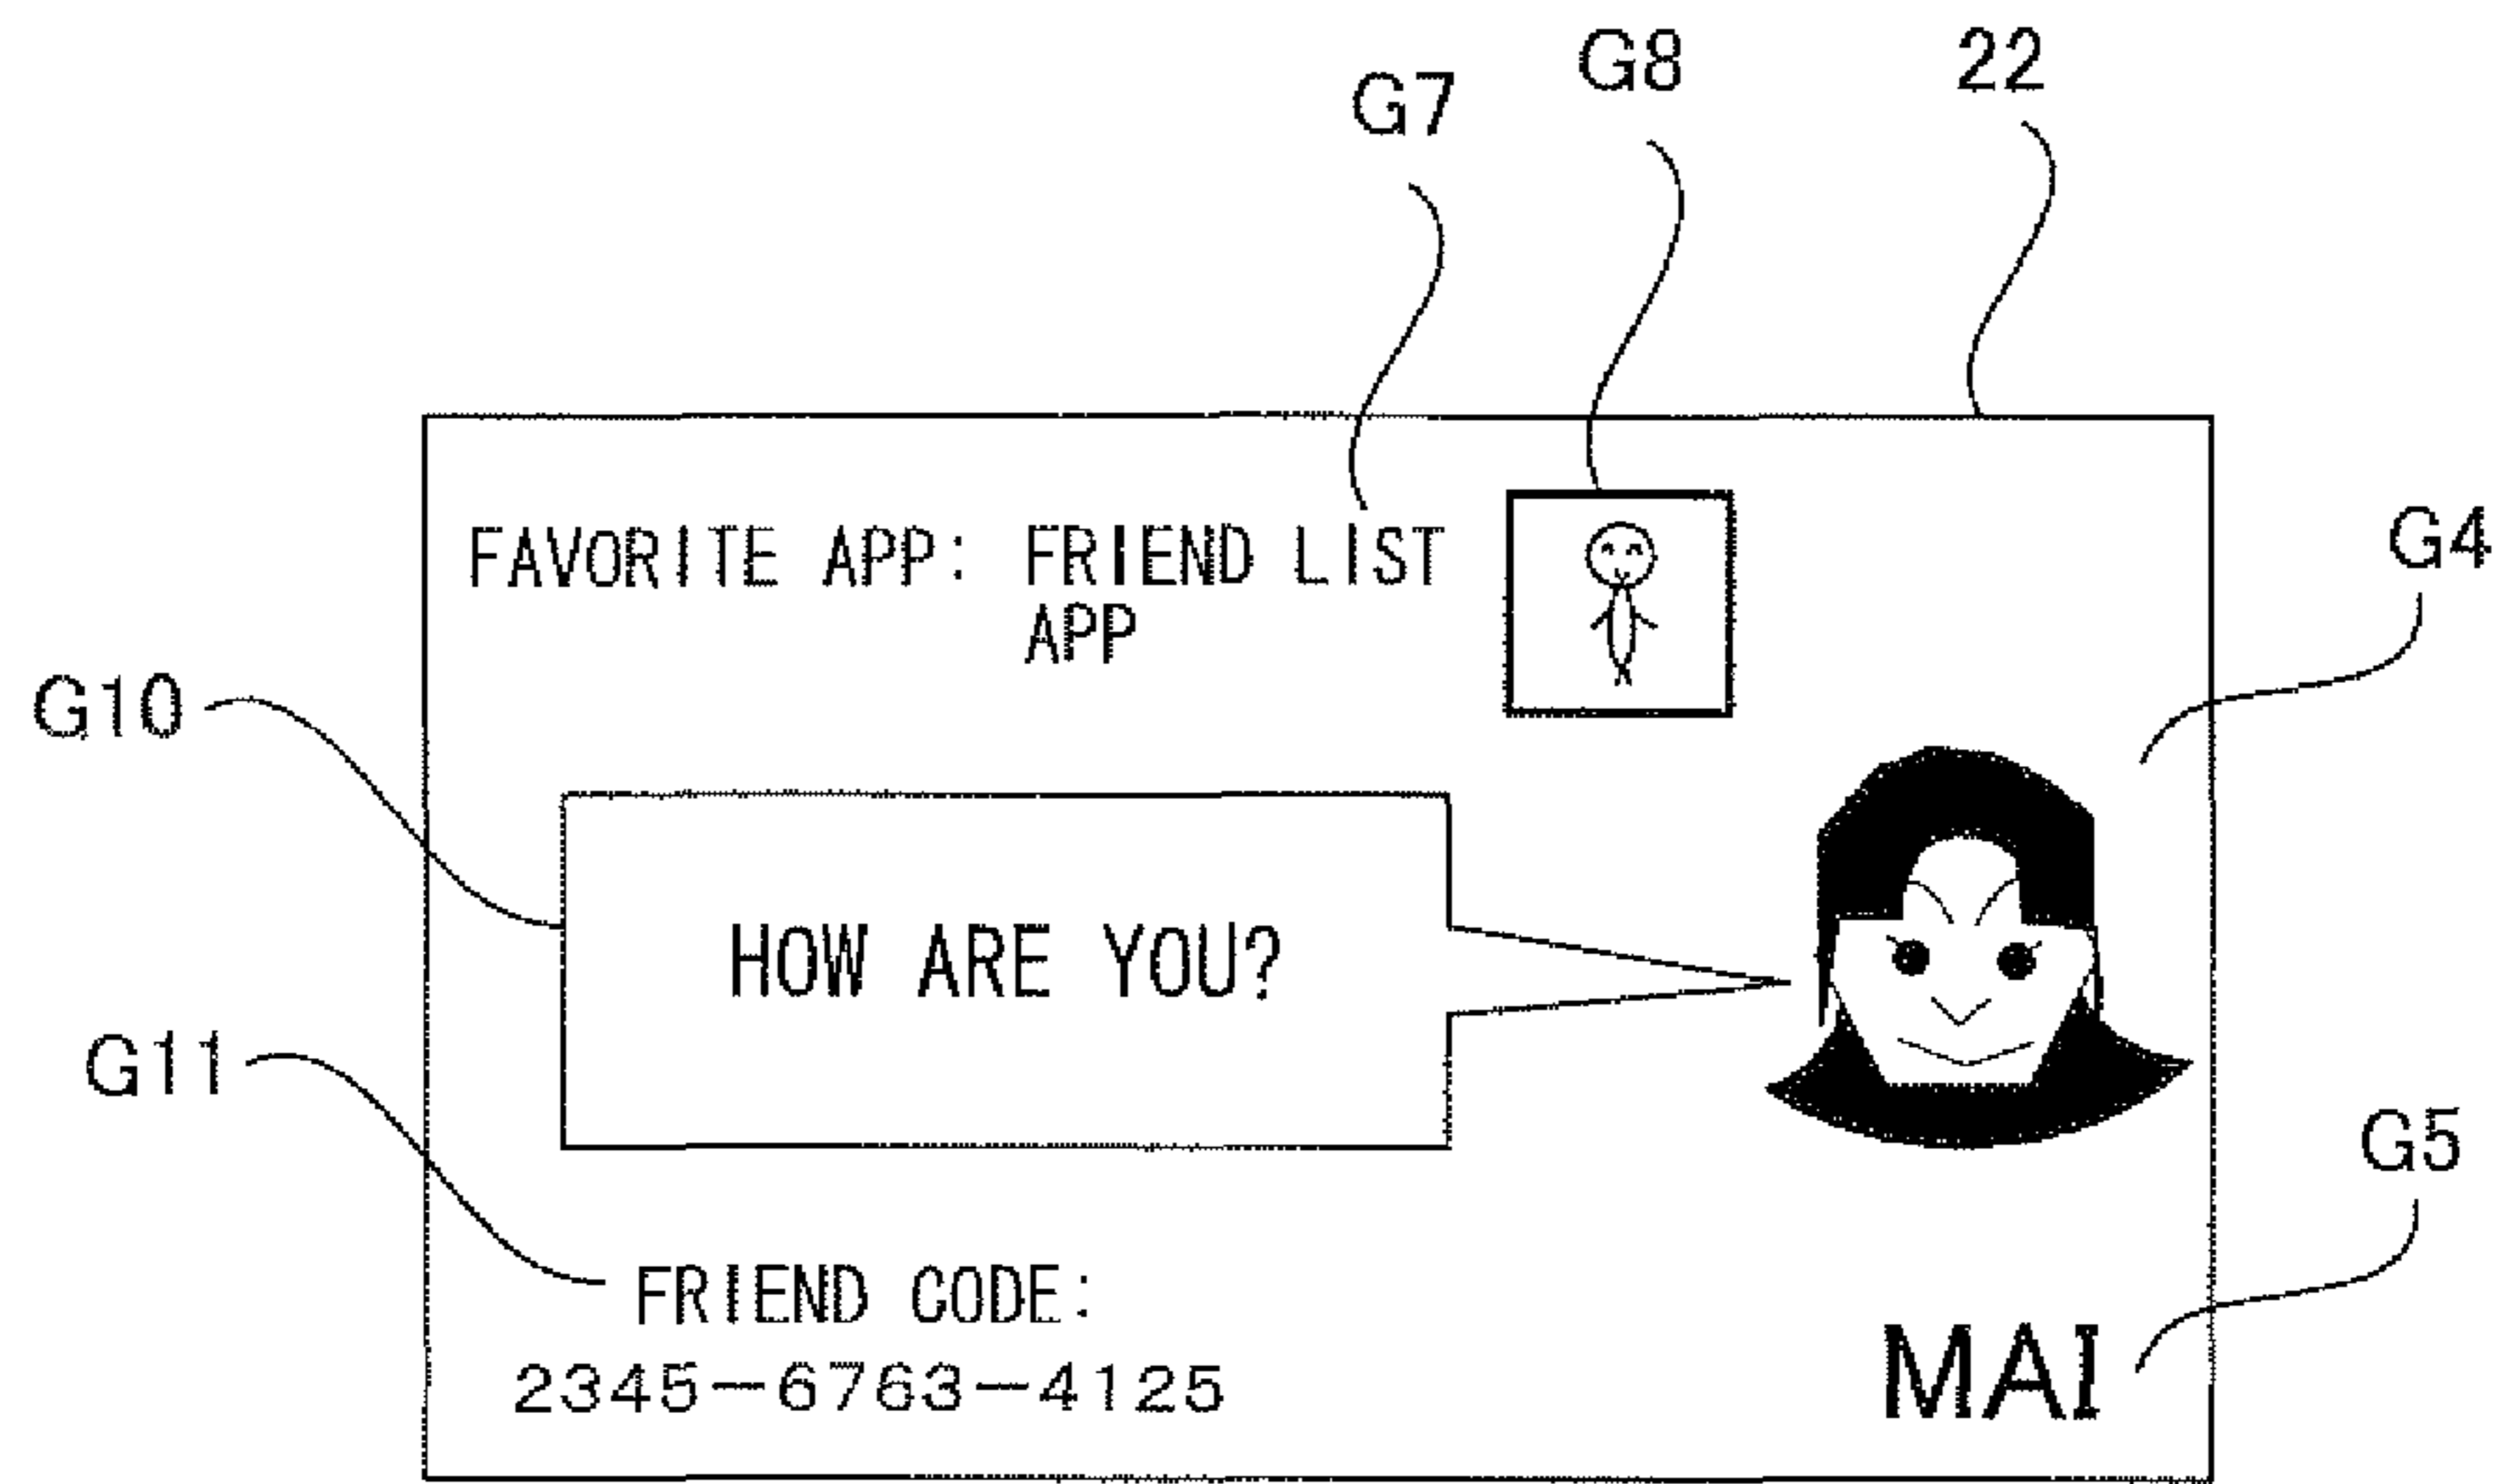 G8
22
G7
G4
FAVORITE APP: FRIEND LIST
APP
G10
HOW ARE YOU?
G11
G5
FRIEND CODE:
2345-6763-4125
MAI